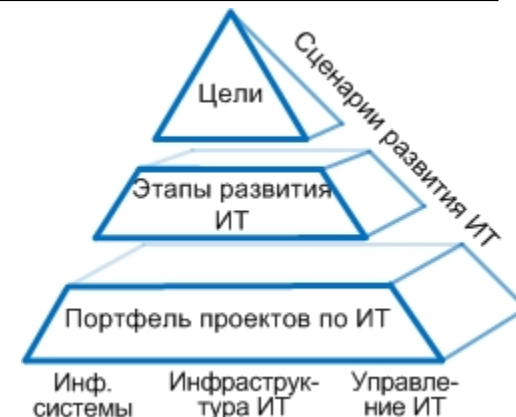 Цели
Сценарии развития ИТ
Этапы развития
ИТ
Портфель проектов по ИТ
Инф.
системы
Инфраструк-
тура ИТ
Управле-
ние ИТ